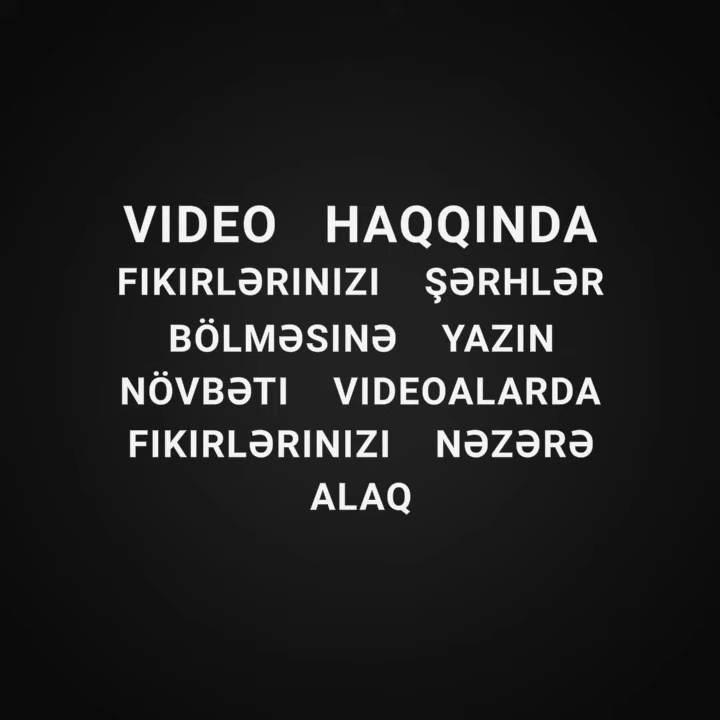 VIDEO HAQQINDA
FIKIRLƏRINIZI ŞƏRHLƏR
BÖLMƏSINƏ YAZIN
NÖVBƏTI VIDEOALARDA
FIKIRLƏRINIZI NƏZƏRƏ
ALAQ